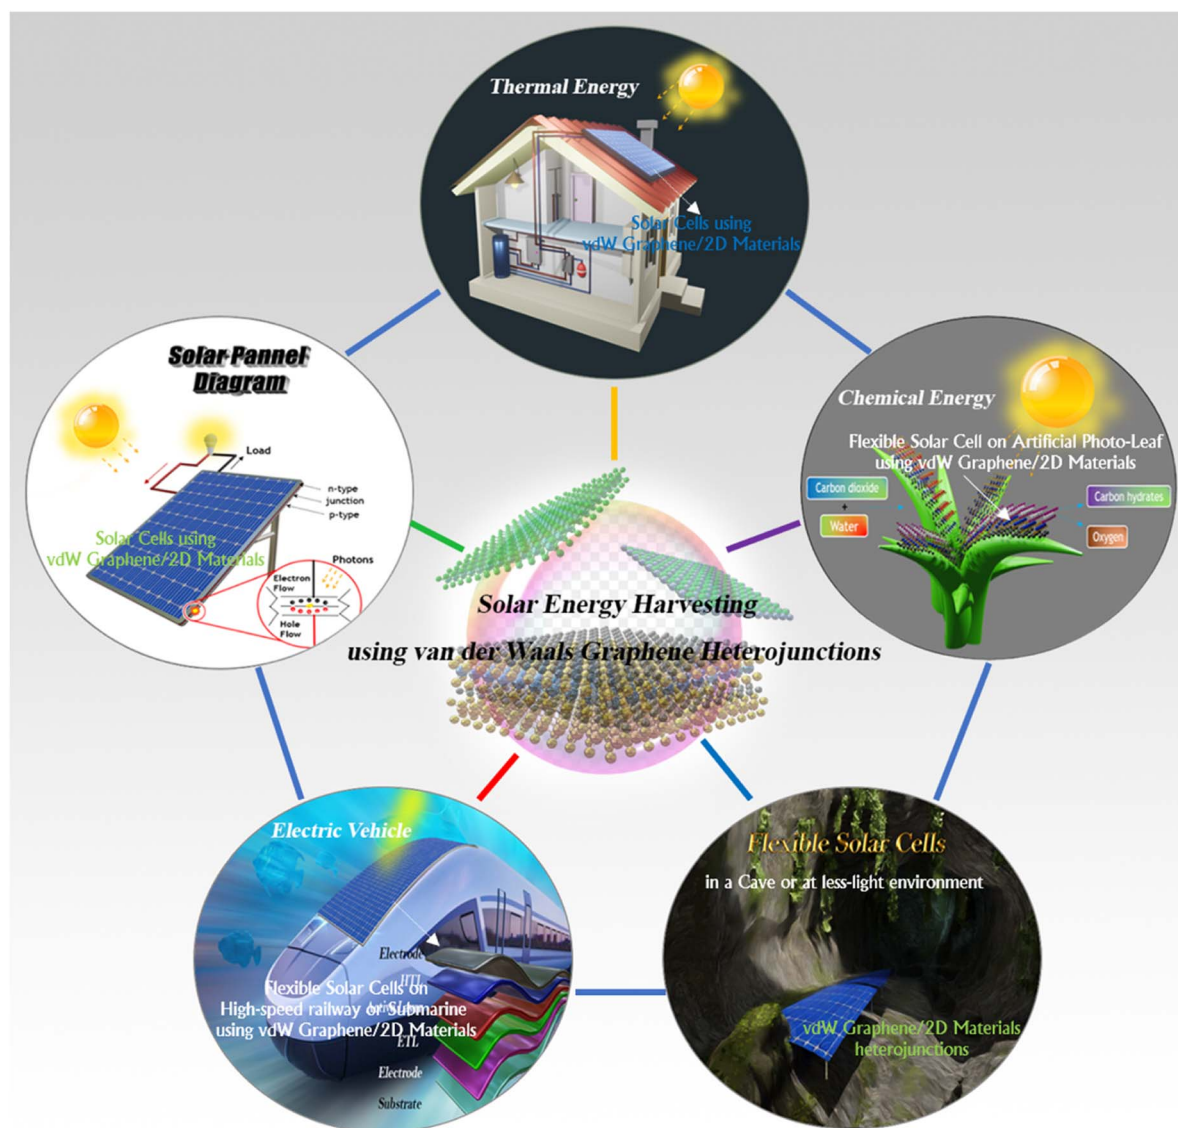 Thermal Energy
Solar Cells using
vdW Graphene/2D Materials
Solar Pannel
Diagram
Load
n-type
junction
p-type
Solar Cells using
vdW Graphene/2D Materials
Photons
Electron
Flow
Hole
Flow
Chemical Energy
Flexible Solar Cell on Artificial Photo-Leaf
using vdW Graphene/2D Materials
Carbon dioxide
+
Water
Carbon hydrates
Oxygen
Solar Energy Harvesting
using van der Waals Graphene Heterojunctions
Electric Vehicle
Electrode
HTL
Flexible Solar Cells on
High-speed railway or Submarine
using vdW Graphene/2D Materials
ETL
Electrode
Substrate
Flexible Solar Cells
in a Cave or at less-light environment
vdW Graphene/2D Materials
heterojunctions